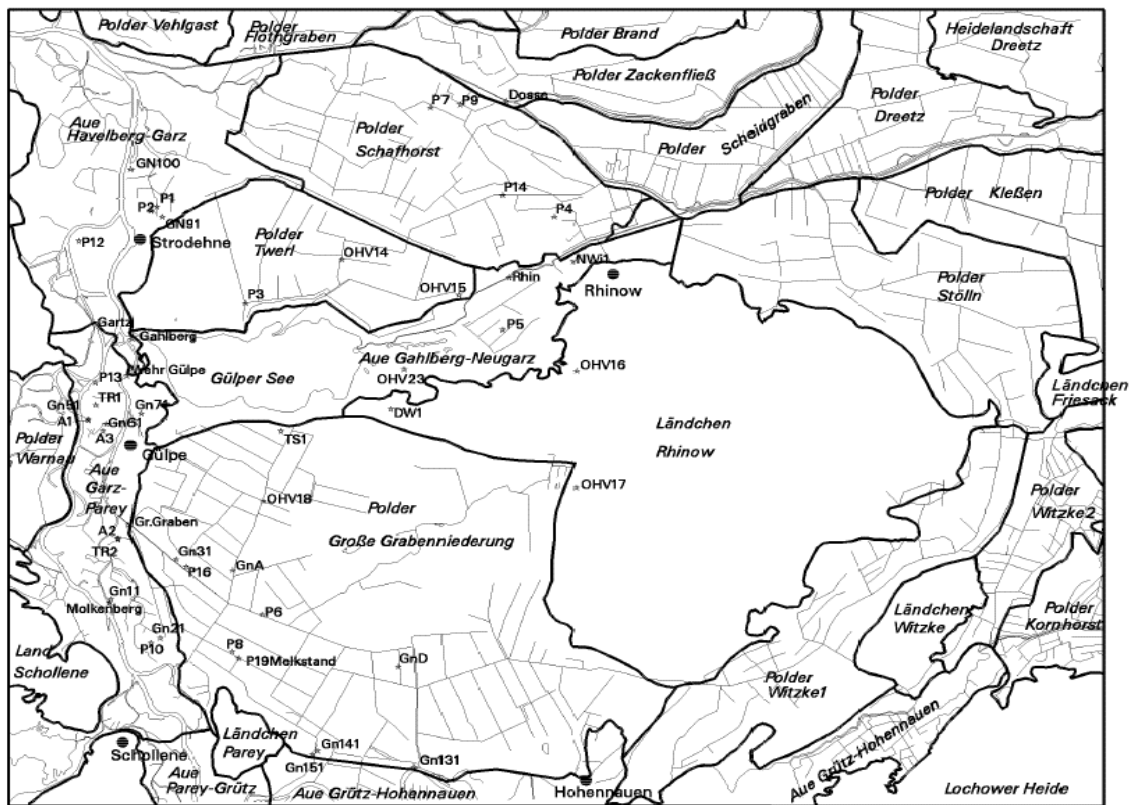 Polder Vehlgast
Polder
Flöthgraben
Polder Brand
Heidelandschaft
Dreetz
Polder Zackenfließ
Aue
Havelberg-Garz
P7
P9
Dosse
Polder
Schafhorst
Polder
Scheidgraben
Polder
Dreetz
GN100
P1
P2
GN91
P14
P4
Polder Kleßen
P12
Strodehne
Polder
Twerl
OHV14
NWi1
Rhin
Rhinow
OHV15
P3
Polder
Stölln
Gartz
Gahlberg
P5
Aue Gahlberg-Neugarz
Wehr Gülpe
P13
Gülper See
OHV23
OHV16
Ländchen
Friesack
TR1
Gn51
Gn71
A1
Gn61
A3
DW1
Ländchen
Rhinow
Polder
Warnau
Gülpe
TS1
Aue
Garz-
Parey
OHV18
Polder
Große Grabenniederung
OHV17
Polder
Witzke2
Gr.Graben
A2
TR2
Gn31
P16
GnA
Gn11
Molkenberg
P6
Ländchen
Witzke
Polder
Kornhorst
Gn21
P10
Land
Schollene
P8
P19Melkstand
GnD
Polder
Witzke1
Ländchen
Parey
Schollene
Gn141
Gn151
Gn131
Aue
Parey-Grütz
Aue Grütz-Hohennauen
Hohennauen
Aue Grütz-Hohennauen
Lochower Heide